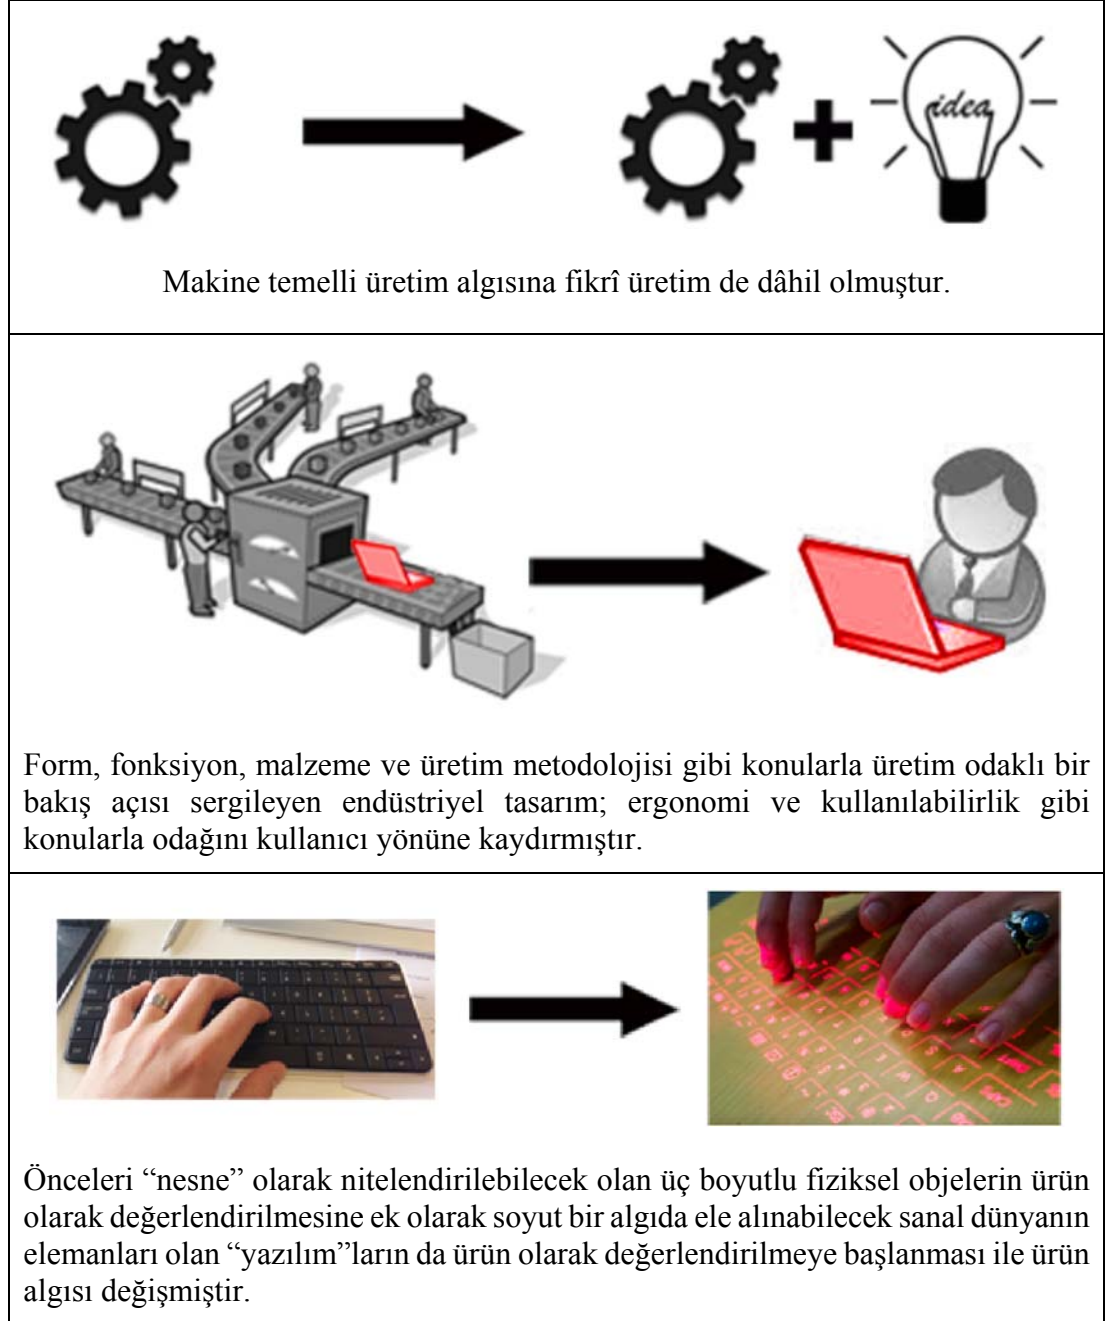 idea
Makine temelli üretim algısına fikrî üretim de dâhil olmuştur.
Form, fonksiyon, malzeme ve üretim metodolojisi gibi konularla üretim odaklı bir
bakış açısı sergileyen endüstriyel tasarım; ergonomi ve kullanılabilirlik gibi
konularla odağını kullanıcı yönüne kaydırmıştır.
Önceleri “nesne” olarak nitelendirilebilecek olan üç boyutlu fiziksel objelerin ürün
olarak değerlendirilmesine ek olarak soyut bir algıda ele alınabilecek sanal dünyanın
elemanları olan “yazılım”ların da ürün olarak değerlendirilmeye başlanması ile ürün
algısı değişmiştir.